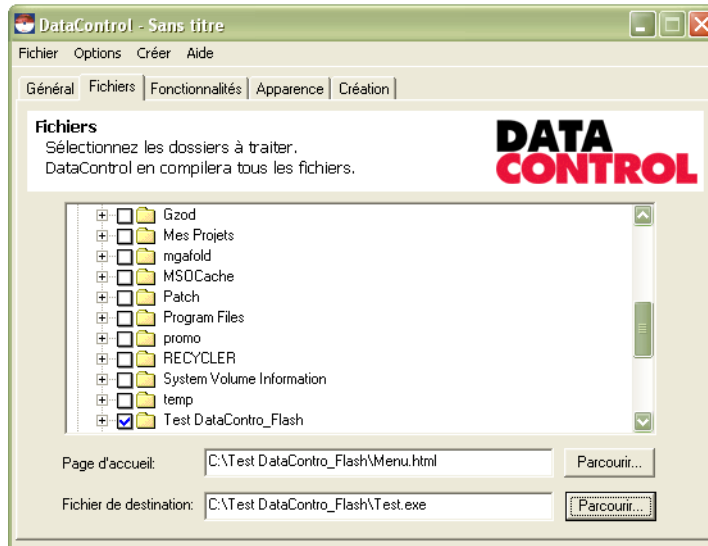 DataControl - Sans titre
Fichier Options Créer Aide
Général Fichiers Fonctionnalités Apparence Création
Fichiers
Sélectionnez les dossiers à traiter.
DataControl en compilera tous les fichiers.
DATA
CONTROL
Gzod
Mes Projets
mgafold
MSOCache
Patch
Program Files
promo
RECYCLER
System Volume Information
temp
Test DataContro_Flash
Page d'accueil: C:\Test DataContro_Flash\Menu.html Parcourir...
Fichier de destination: C:\Test DataContro_Flash\Test.exe Parcourir...